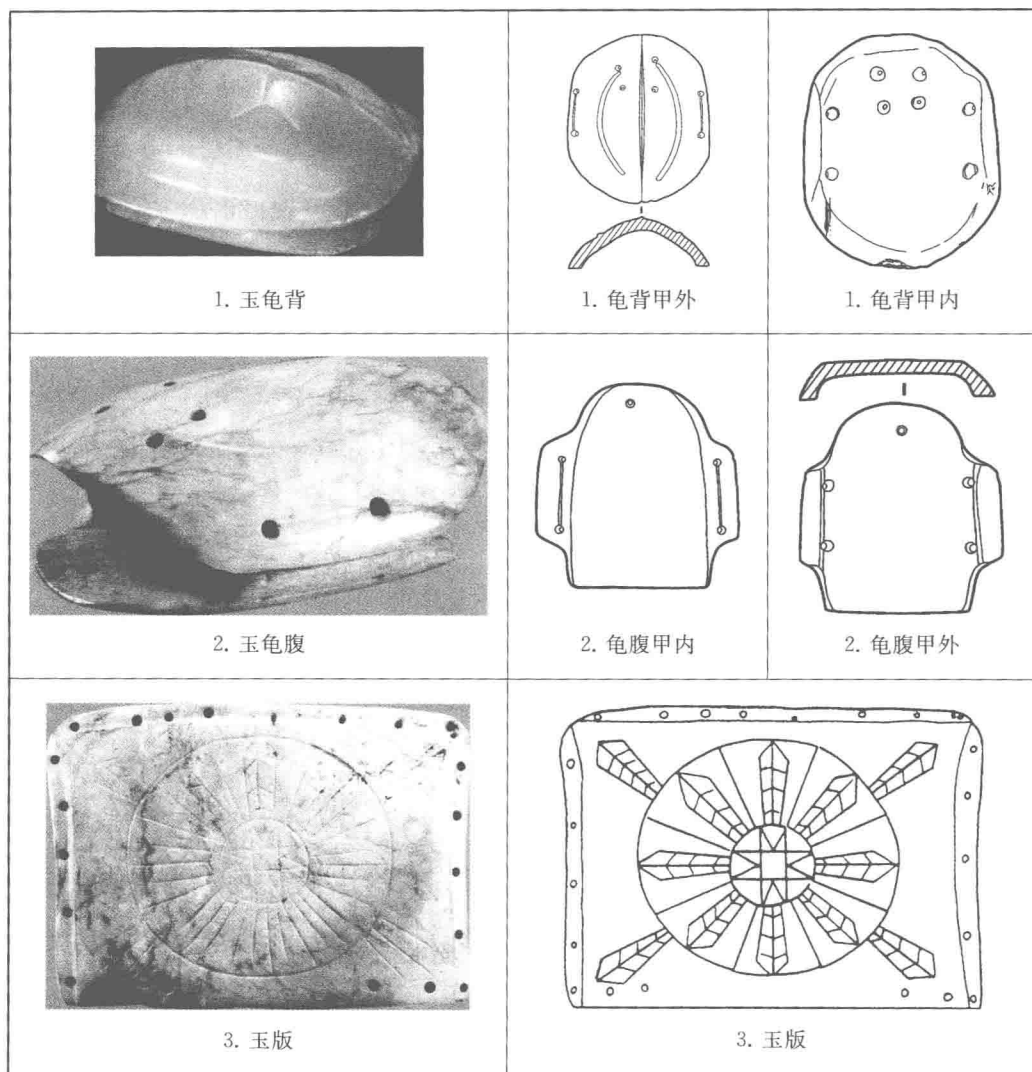 1. 玉龟背
1. 龟背甲外
1. 龟背甲内
2. 玉龟腹
2. 龟腹甲内
2. 龟腹甲外
3. 玉版
3. 玉版